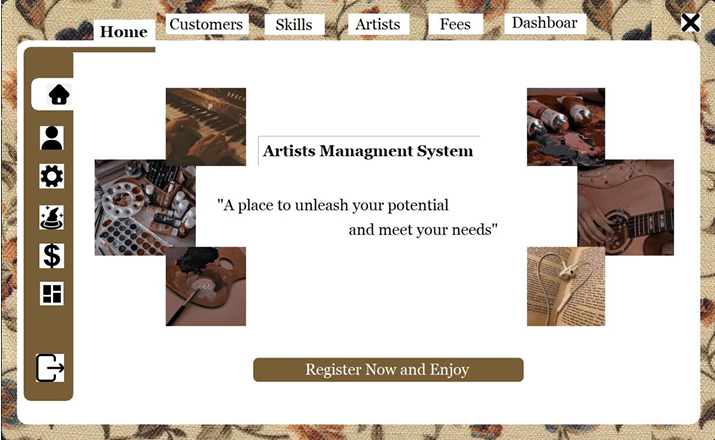 Home
Customers
Skills
Artists
Fees
Dashboar
Artists Managment System
"A place to unleash your potential
and meet your needs"
Register Now and Enjoy